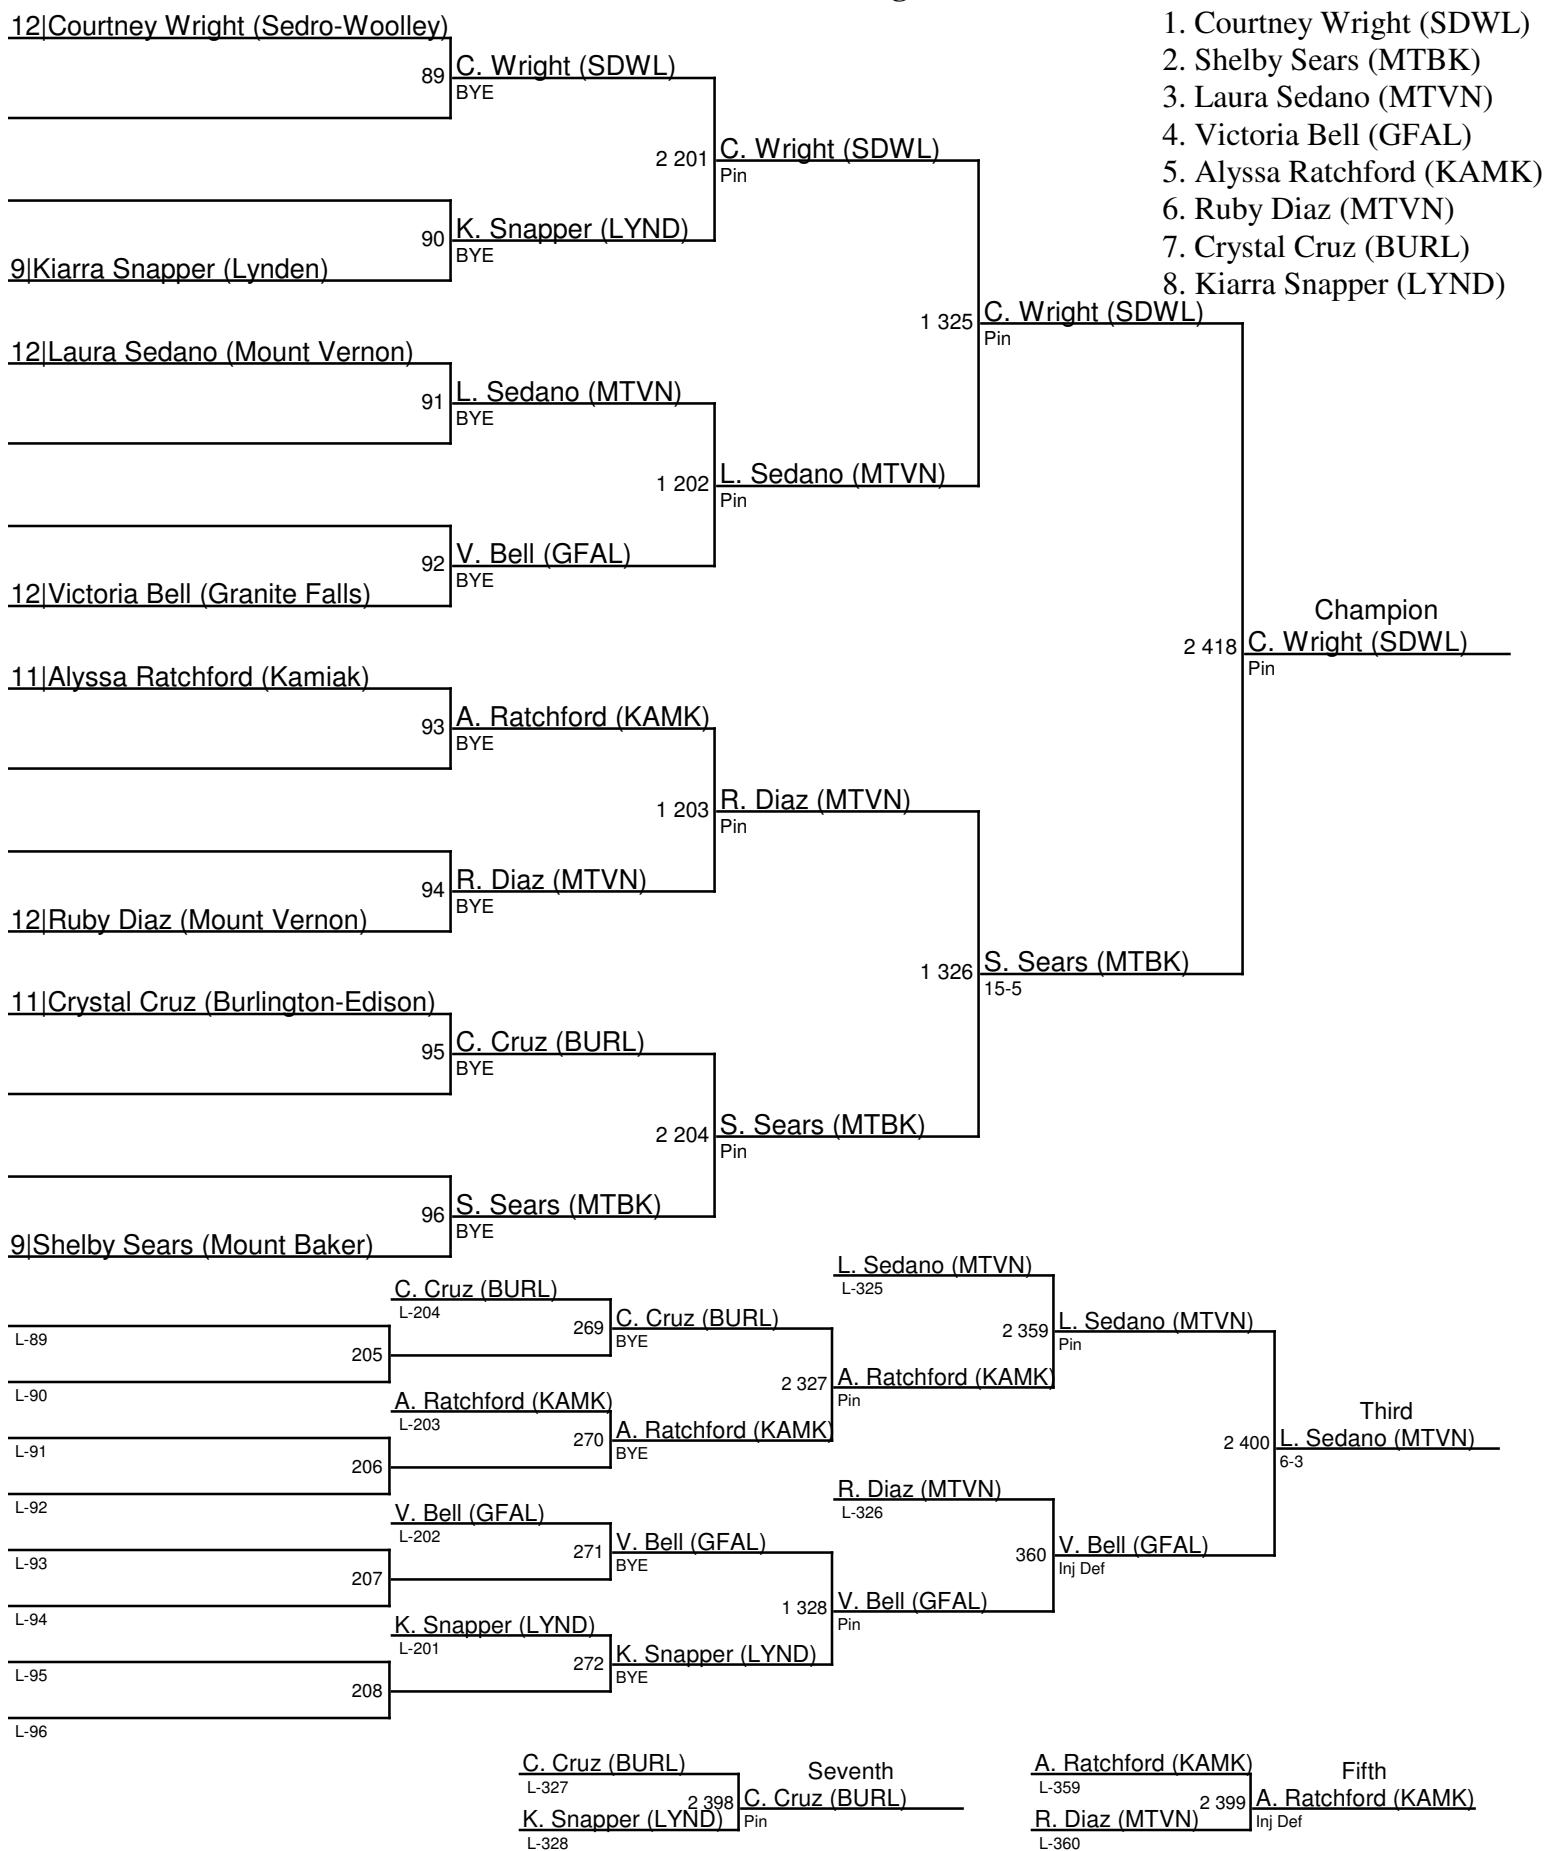 1. Courtney Wright (SDWL)
2. Shelby Sears (MTBK)
3. Laura Sedano (MTVN)
4. Victoria Bell (GFAL)
5. Alyssa Ratchford (KAMK)
6. Ruby Diaz (MTVN)
7. Crystal Cruz (BURL)
8. Kiarra Snapper (LYND)
12|Courtney Wright (Sedro-Woolley)
89
C. Wright (SDWL)
BYE
2 201
C. Wright (SDWL)
Pin
90
K. Snapper (LYND)
BYE
9|Kiarra Snapper (Lynden)
1 325
C. Wright (SDWL)
Pin
12|Laura Sedano (Mount Vernon)
91
L. Sedano (MTVN)
BYE
1 202
L. Sedano (MTVN)
Pin
92
V. Bell (GFAL)
BYE
12|Victoria Bell (Granite Falls)
Champion
2 418
C. Wright (SDWL)
Pin
11|Alyssa Ratchford (Kamiak)
93
A. Ratchford (KAMK)
BYE
1 203
R. Diaz (MTVN)
Pin
94
R. Diaz (MTVN)
BYE
12|Ruby Diaz (Mount Vernon)
1 326
S. Sears (MTBK)
15-5
11|Crystal Cruz (Burlington-Edison)
95
C. Cruz (BURL)
BYE
2 204
S. Sears (MTBK)
Pin
96
S. Sears (MTBK)
BYE
9|Shelby Sears (Mount Baker)
L-89
205
L-90
L-91
206
L-92
L-93
207
L-94
L-95
208
L-96
C. Cruz (BURL)
L-204
269
C. Cruz (BURL)
BYE
A. Ratchford (KAMK)
L-203
270
A. Ratchford (KAMK)
BYE
V. Bell (GFAL)
L-202
271
V. Bell (GFAL)
BYE
K. Snapper (LYND)
L-201
272
K. Snapper (LYND)
BYE
L. Sedano (MTVN)
L-325
2 327
A. Ratchford (KAMK)
Pin
2 359
L. Sedano (MTVN)
Pin
R. Diaz (MTVN)
L-326
1 328
V. Bell (GFAL)
Pin
360
V. Bell (GFAL)
Inj Def
Third
2 400
L. Sedano (MTVN)
6-3
C. Cruz (BURL)
L-327
K. Snapper (LYND)
L-328
2 398
Seventh
C. Cruz (BURL)
Pin
A. Ratchford (KAMK)
L-359
R. Diaz (MTVN)
L-360
2 399
Fifth
A. Ratchford (KAMK)
Inj Def